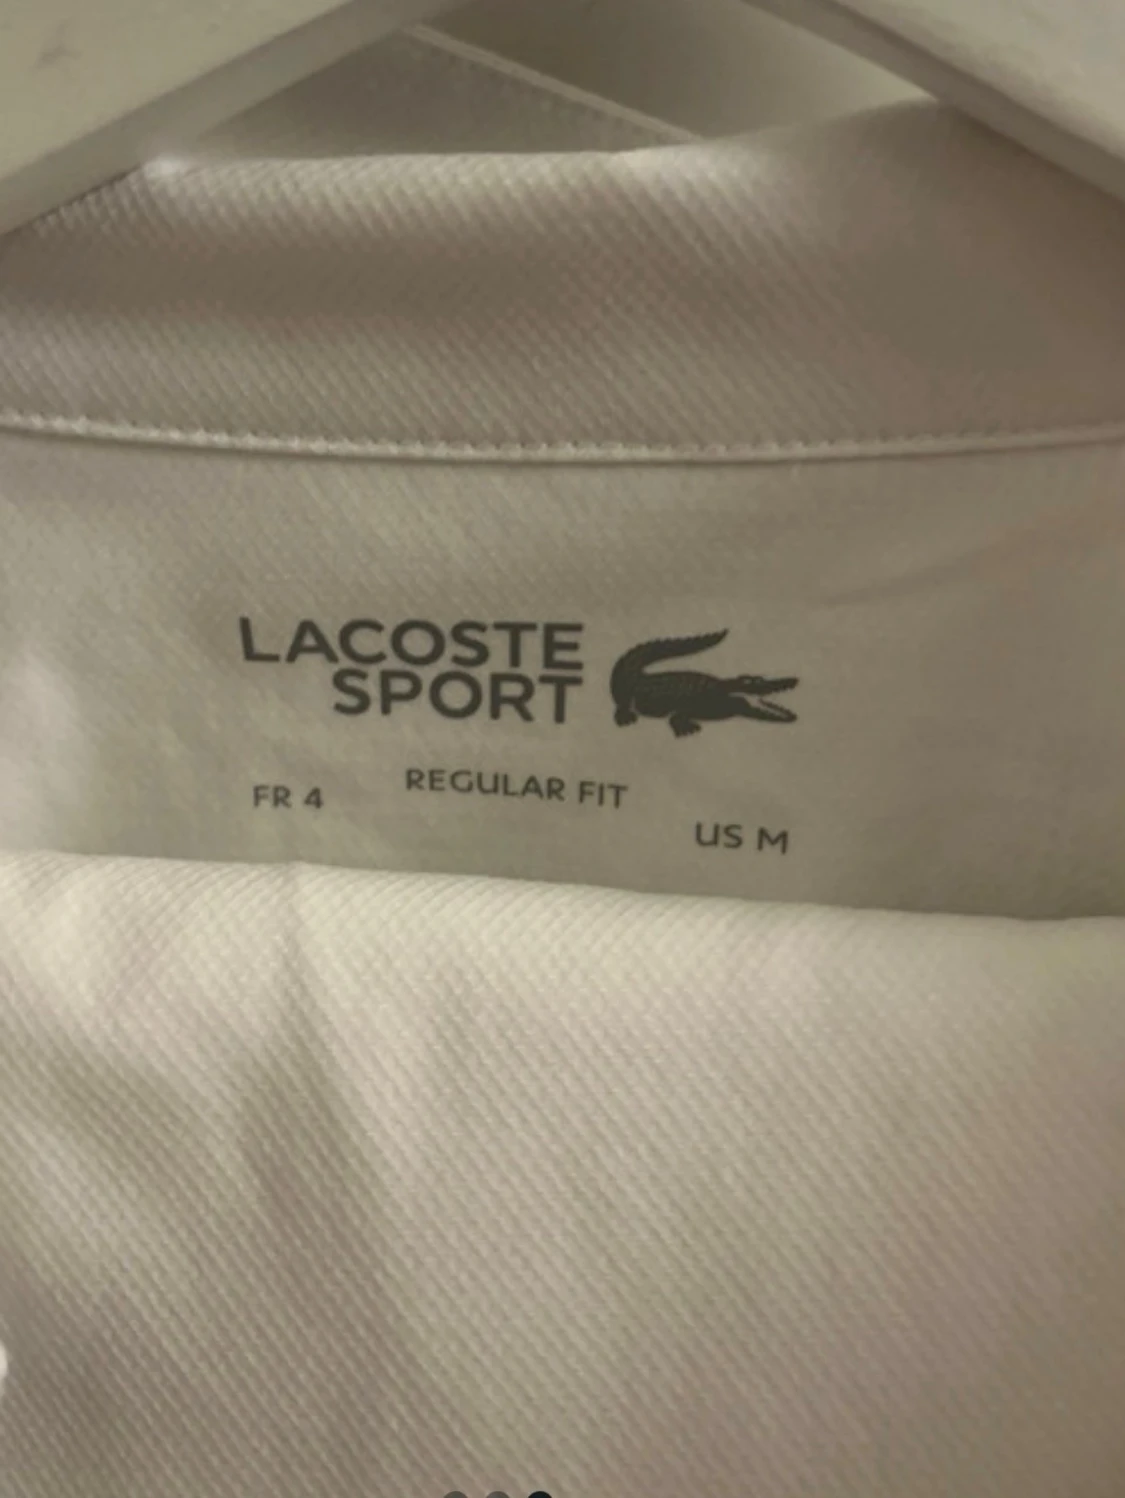 LACOSTE
SPORT
REGULAR FIT
FR 4
US M